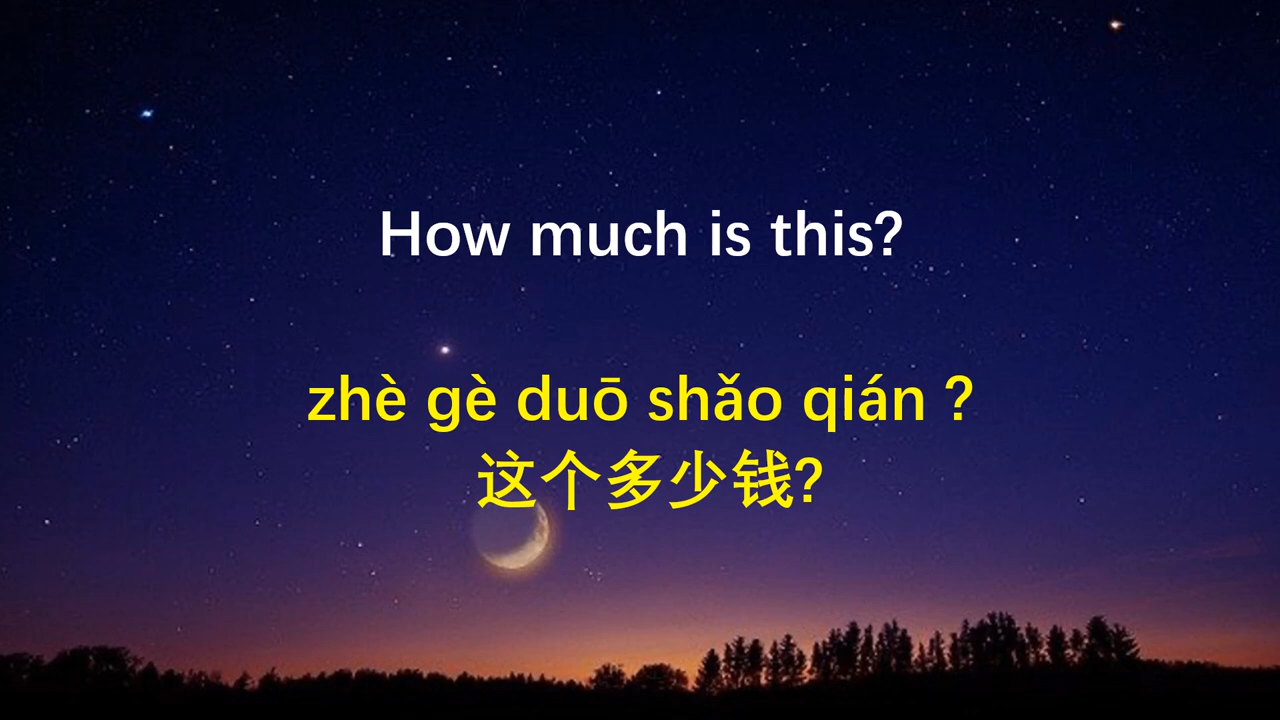 How much is this?
zhè gè duō shǎo qián ?
这个多少钱?